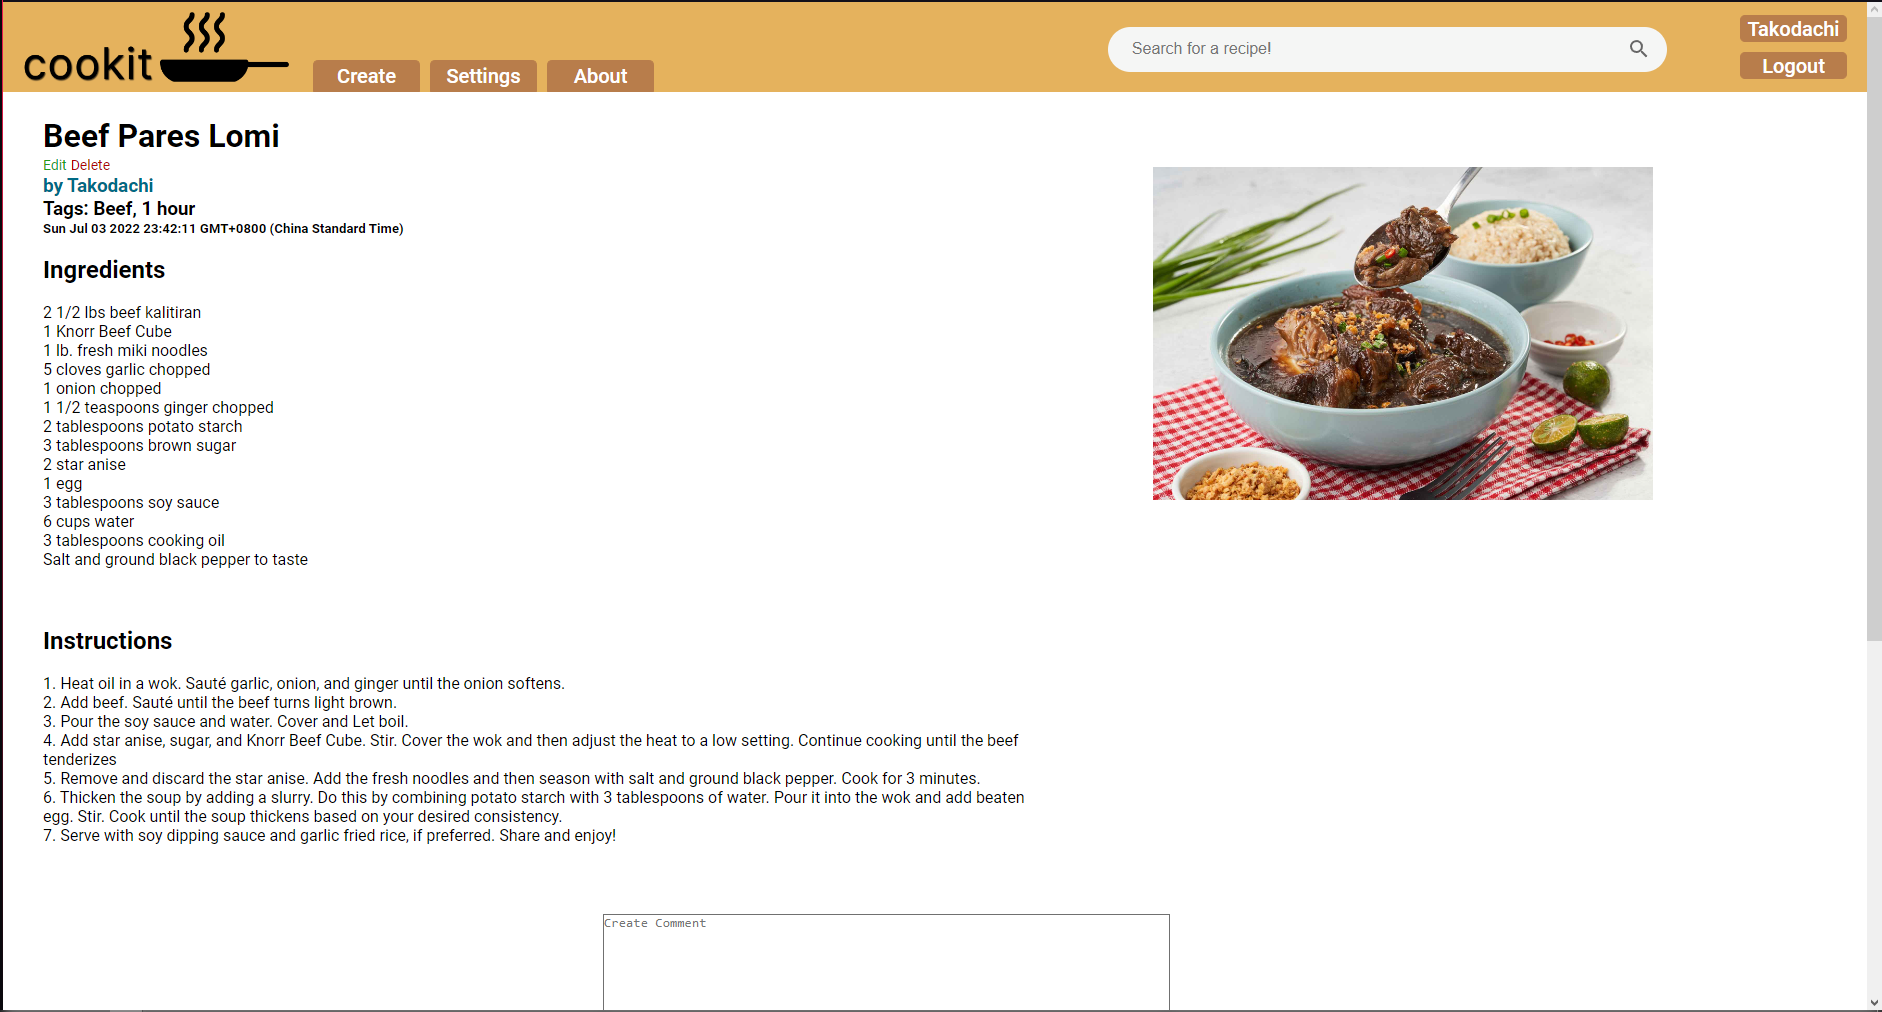 cookit
Create Settings About
Search for a recipe!
Takodachi
Logout
Beef Pares Lomi
Edit Delete
by Takodachi
Tags: Beef, 1 hour
Sun Jul 03 2022 23:42:11 GMT+0800 (China Standard Time)
Ingredients
2 1/2 lbs beef kalitiran
1 Knorr Beef Cube
1 lb. fresh miki noodles
5 cloves garlic chopped
1 onion chopped
1 1/2 teaspoons ginger chopped
2 tablespoons potato starch
3 tablespoons brown sugar
2 star anise
1 egg
3 tablespoons soy sauce
6 cups water
3 tablespoons cooking oil
Salt and ground black pepper to taste
Instructions
1. Heat oil in a wok. Sauté garlic, onion, and ginger until the onion softens.
2. Add beef. Sauté until the beef turns light brown.
3. Pour the soy sauce and water. Cover and Let boil.
4. Add star anise, sugar, and Knorr Beef Cube. Stir. Cover the wok and then adjust the heat to a low setting. Continue cooking until the beef
tenderizes
5. Remove and discard the star anise. Add the fresh noodles and then season with salt and ground black pepper. Cook for 3 minutes.
6. Thicken the soup by adding a slurry. Do this by combining potato starch with 3 tablespoons of water. Pour it into the wok and add beaten
egg. Stir. Cook until the soup thickens based on your desired consistency.
7. Serve with soy dipping sauce and garlic fried rice, if preferred. Share and enjoy!
Create Comment